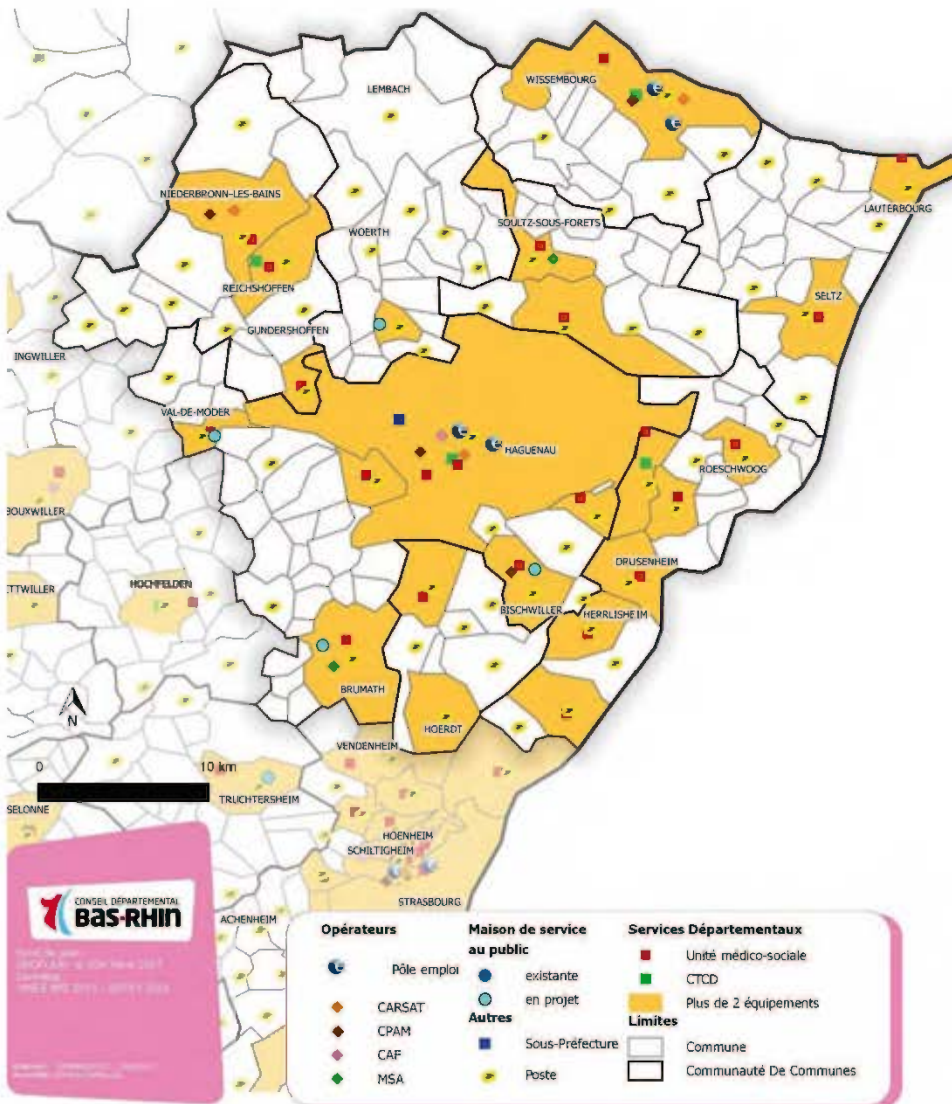 LEMBACH
WISSEMBOURG
NIEDERBRONN-LES-BAINS
LAUTERBOURG
SOULTZ-SOUS-FORETS
WOERTH
REICHSHOFFEN
SELTZ
GUNDERSHOFFEN
INGWILLER
VAL-DE-MODER
HAGUENAU
ROESCHWOOG
BOUXWILLER
DRUSENHEIM
ETTWILLER
HOCHFELDEN
BISCHWILLER
HERRLISHEIM
N
BRUMATH
HOERDT
VENDENHEIM
0 10 km
TRUCHTERSHEIM
SELONNE
HOENHEIM
SCHILTIGHEIM
STRASBOURG
ACHENHEIM
CONSEIL DÉPARTEMENTAL
BAS-RHIN
Opérateurs
Pôle emploi
CARSAT
CPAM
CAF
MSA
Maison de service
au public
existante
en projet
Autres
Sous-Préfecture
Poste
Services Départementaux
Unité médico-sociale
CTCD
Plus de 2 équipements
Limites
Commune
Communauté De Communes